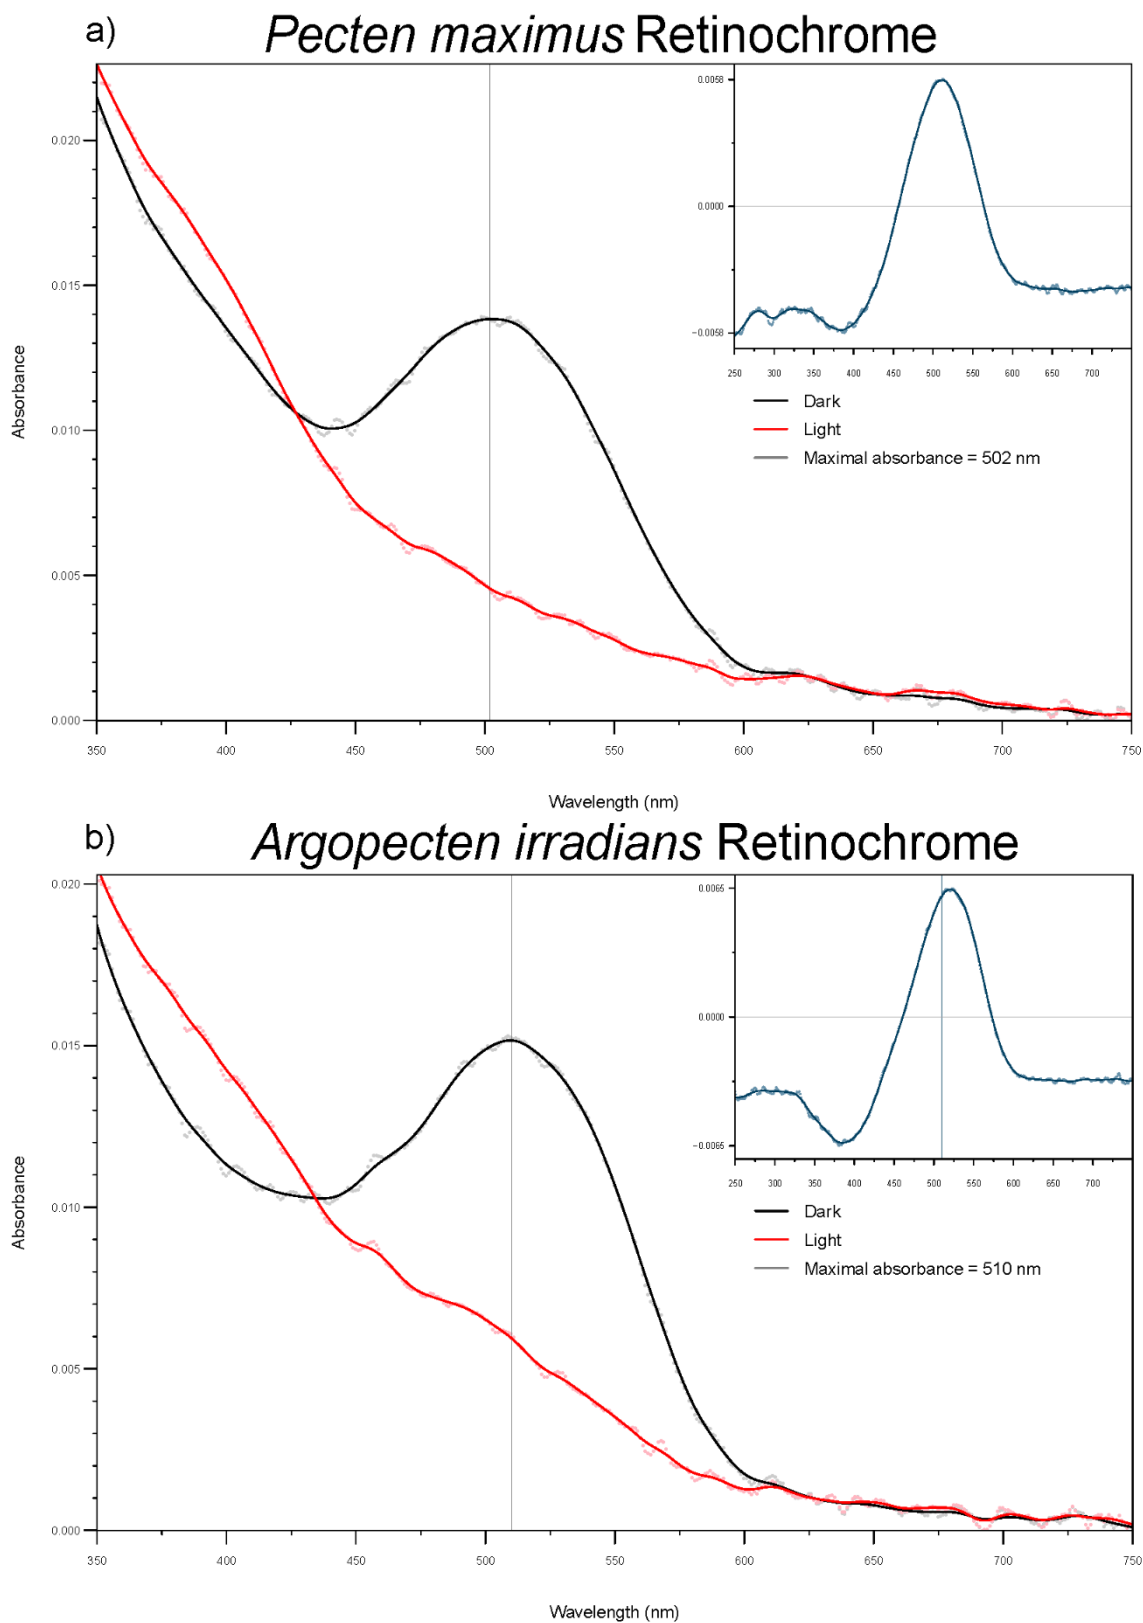 a) Pecten maximus Retinochrome
0.020
0.015
0.010
0.005
0.000
Absorbance
350 400 450 500 550 600 650 700 750
Wavelength (nm)
0.0058
0.0000
−0.0058
250 300 350 400 450 500 550 600 650 700
Dark
Light
Maximal absorbance = 502 nm
b) Argopecten irradians Retinochrome
0.020
0.015
0.010
0.005
0.000
Absorbance
350 400 450 500 550 600 650 700 750
Wavelength (nm)
0.0065
0.0000
−0.0065
250 300 350 400 450 500 550 600 650 700
Dark
Light
Maximal absorbance = 510 nm